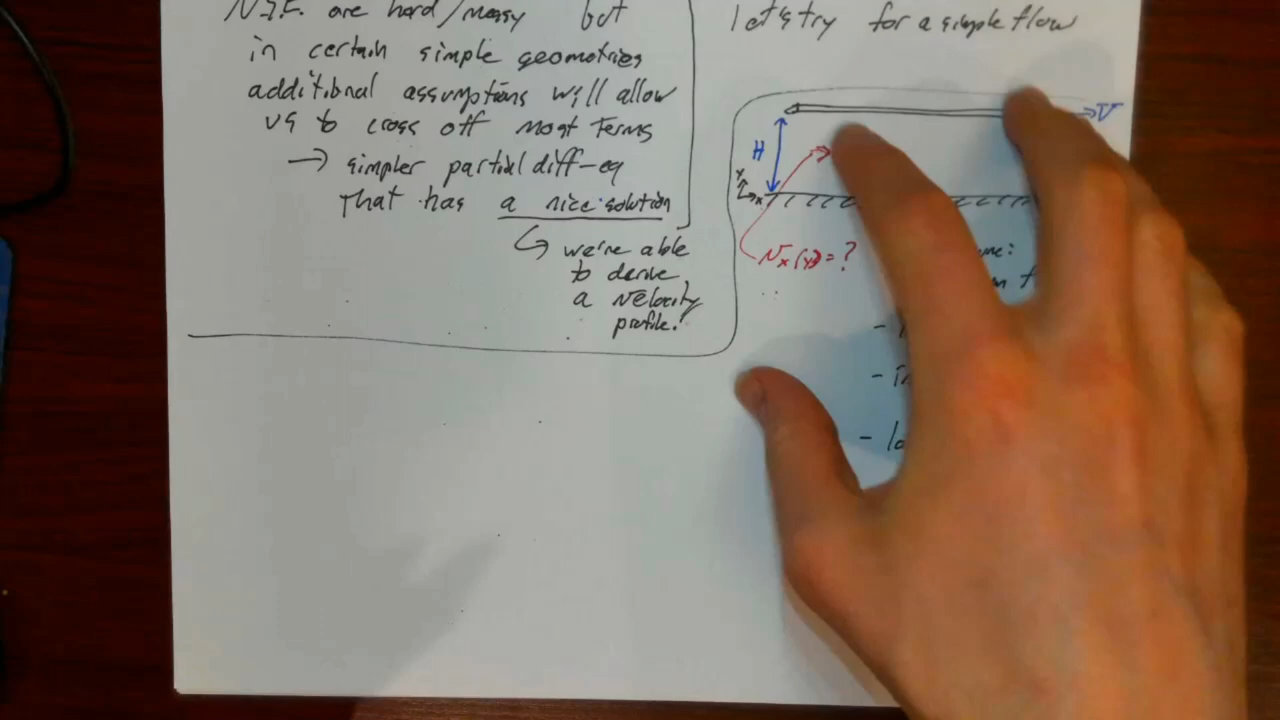 N.S.E. are hard/messy but
in certain simple geometries
additional assumptions will allow
us to cross off most terms
→ simpler partial diff-eq
that has a nice solution
↳ we're able
to derive
a velocity
profile!
let's try for a simple flow
V
H
y
x
Vx(y) = ?